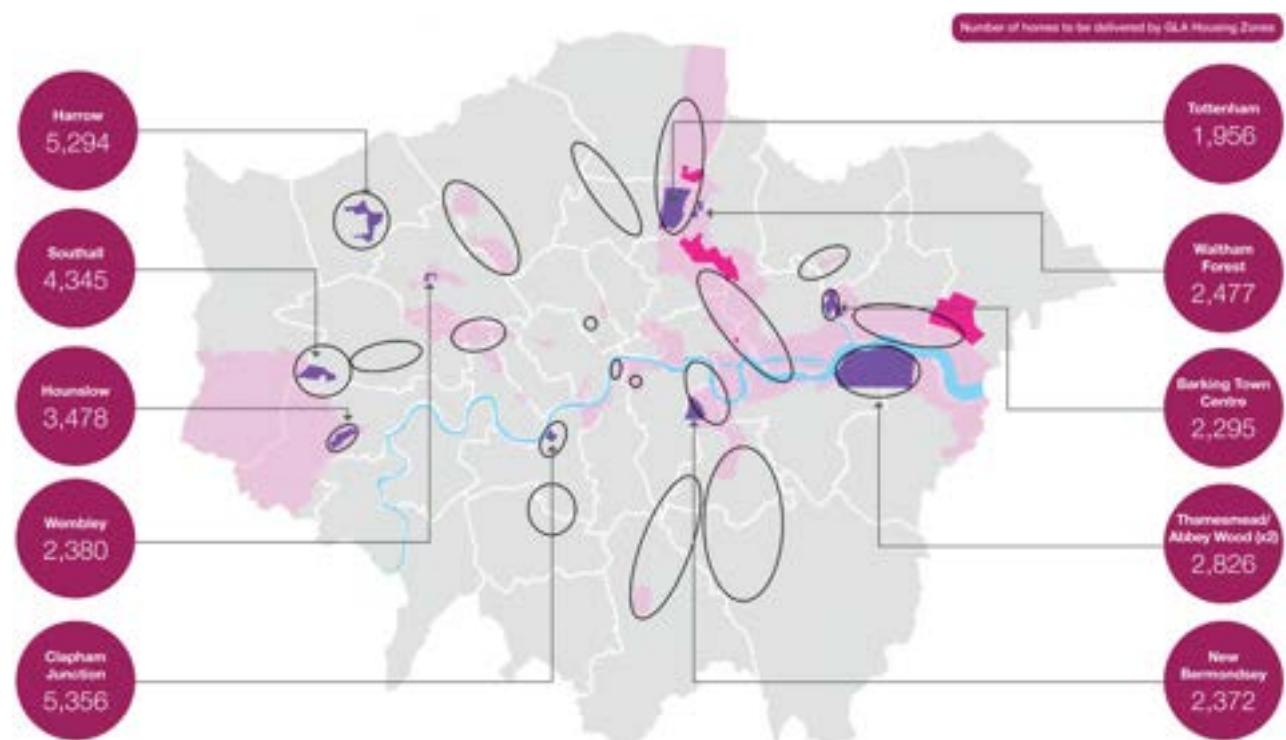 Number of homes to be delivered by GLA Housing Zones
Harrow
5,294
Southall
4,345
Hounslow
3,478
Wembley
2,380
Clapham
Junction
5,356
Tottenham
1,956
Waltham
Forest
2,477
Barking Town
Centre
2,295
Thamesmead/
Abbey Wood (x2)
2,826
New
Bermondsey
2,372